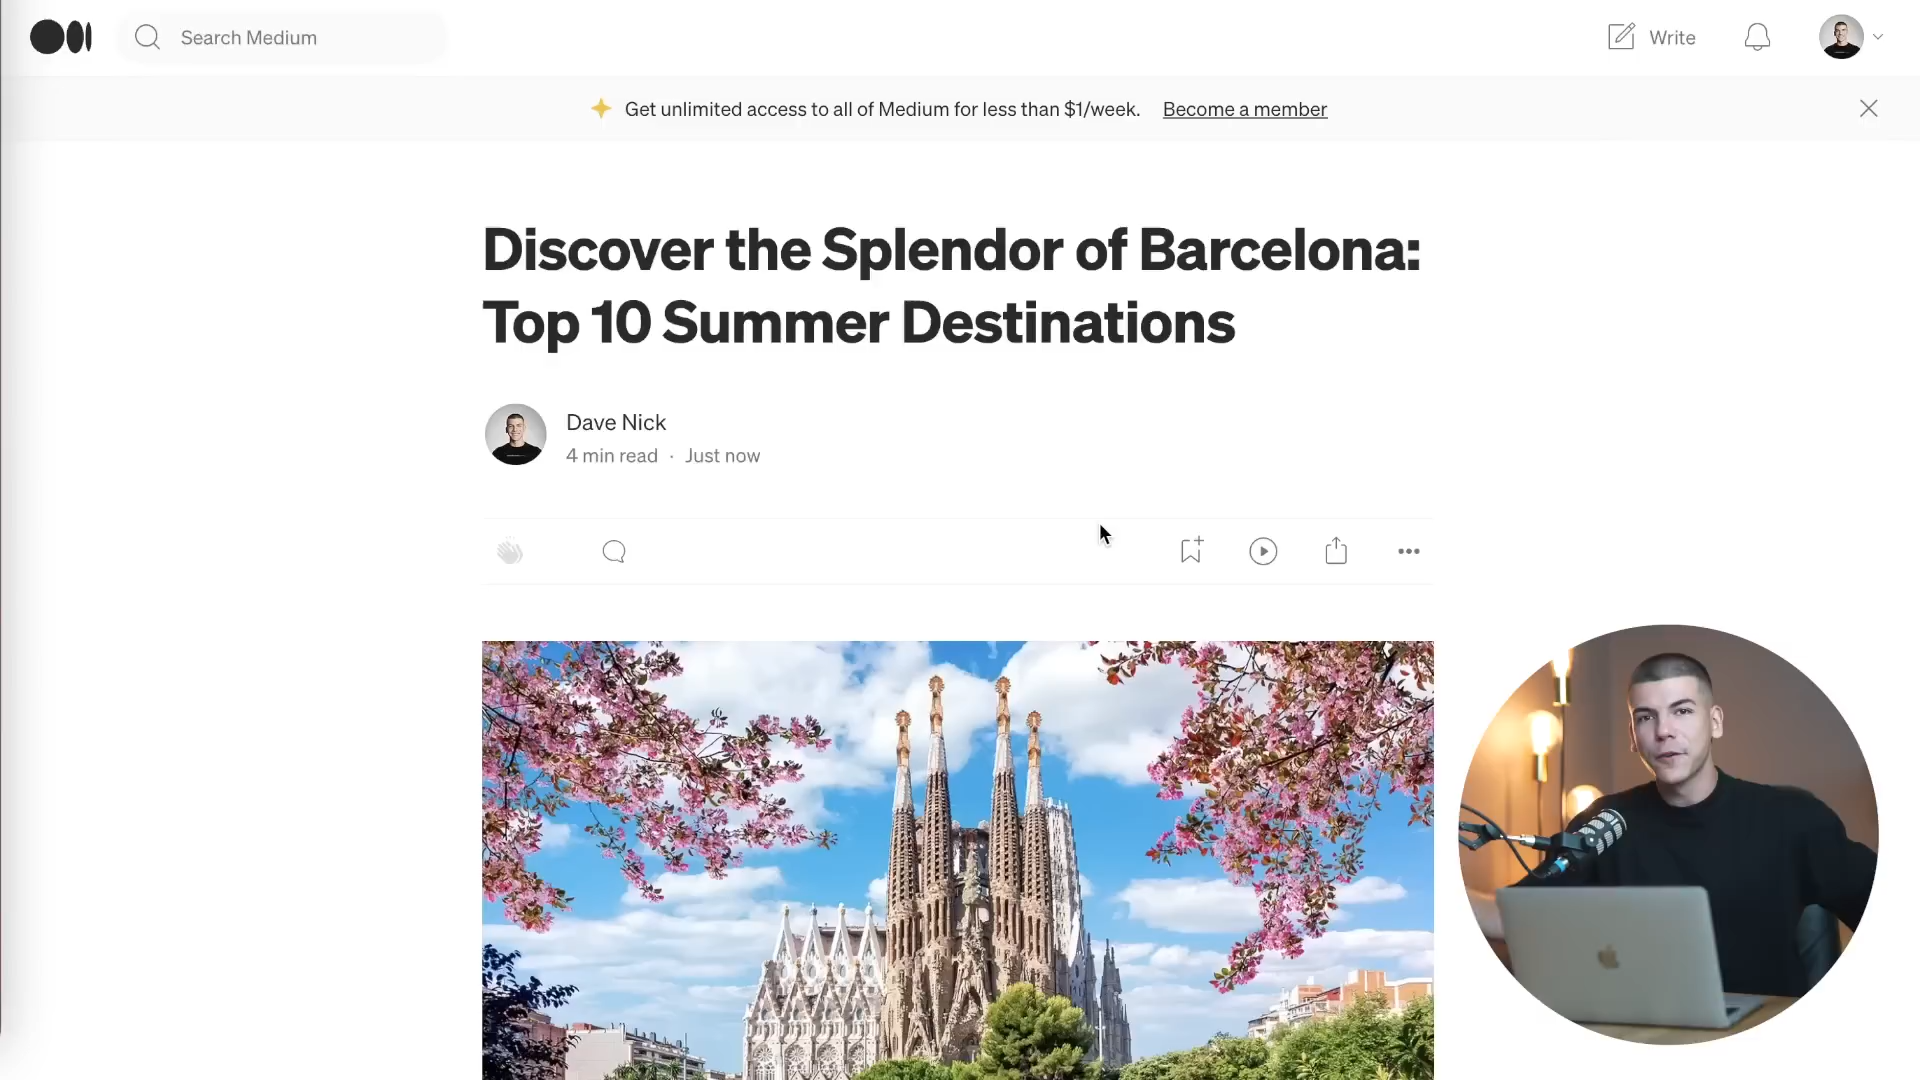 Search Medium
Write
Get unlimited access to all of Medium for less than $1/week. Become a member
Discover the Splendor of Barcelona:
Top 10 Summer Destinations
Dave Nick
4 min read · Just now